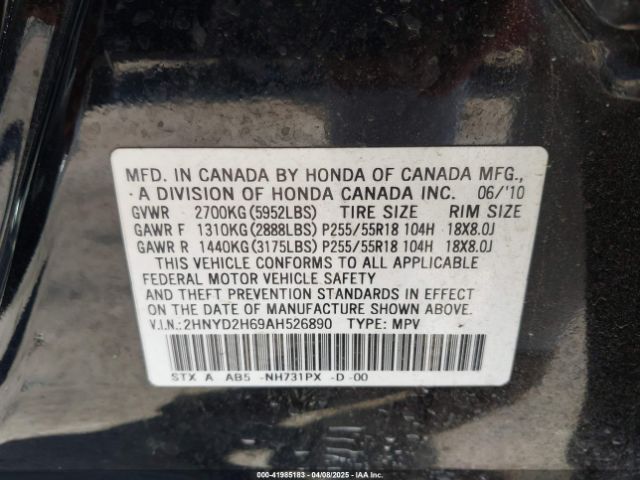 MFD. IN CANADA BY HONDA OF CANADA MFG.,
A DIVISION OF HONDA CANADA INC. 06/'10
GVWR 2700KG(5952LBS) TIRE SIZE RIM SIZE
GAWR F 1310KG(2888LBS)P255/55R18 104H 18X8.0J
GAWR R 1440KG(3175LBS)P255/55R18 104H 18X8.0J
THIS VEHICLE CONFORMS TO ALL APPLICABLE
FEDERAL MOTOR VEHICLE SAFETY
AND THEFT PREVENTION STANDARDS IN EFFECT
ON THE DATE OF MANUFACTURE SHOWN ABOVE.
V.I.N.:2HNYD2H69AH526890 TYPE: MPV
STX A AB5 -NH731PX -D -00
000-41985183 - 04/08/2025 - IAAI.COM